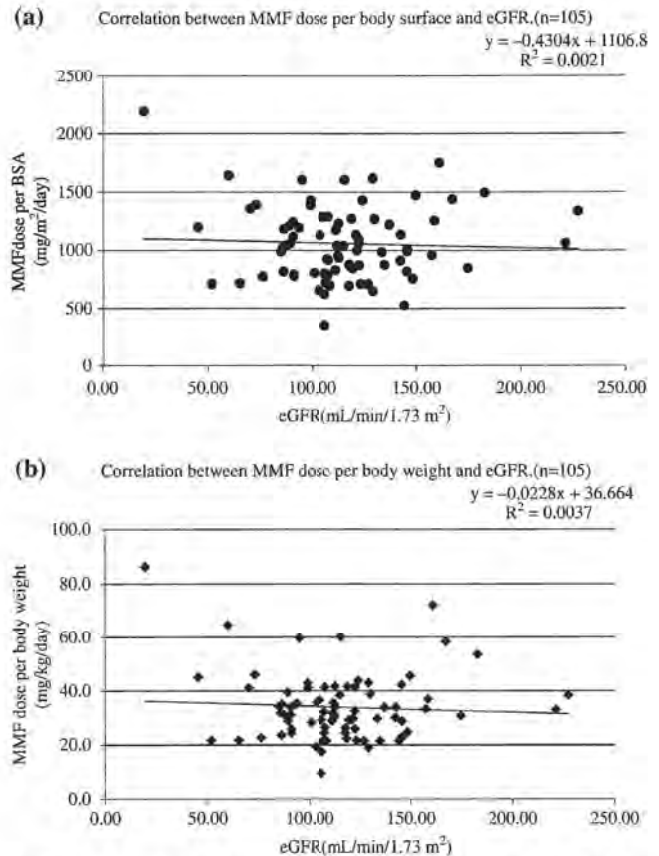 (a) Correlation between MMF dose per body surface and eGFR.(n=105)
y = –0.4304x + 1106.8
R² = 0.0021
2500
2000
1500
1000
500
0
MMFdose per BSA
(mg/m²/day)
0.00 50.00 100.00 150.00 200.00 250.00
eGFR(mL/min/1.73 m²)
(b) Correlation between MMF dose per body weight and eGFR.(n=105)
y = –0.0228x + 36.664
R² = 0.0037
100.0
80.0
60.0
40.0
20.0
0.0
MMF dose per body weight
(mg/kg/day)
0.00 50.00 100.00 150.00 200.00 250.00
eGFR(mL/min/1.73 m²)